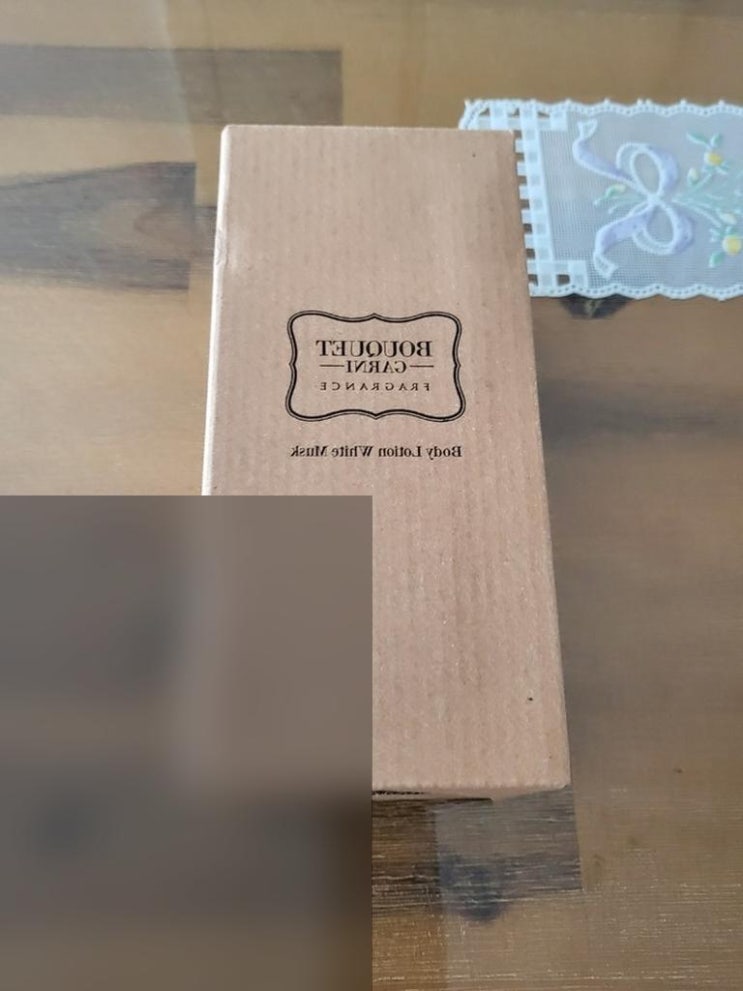 BOUQUET
GARNI
FRAGRANCE
Body Lotion White Musk